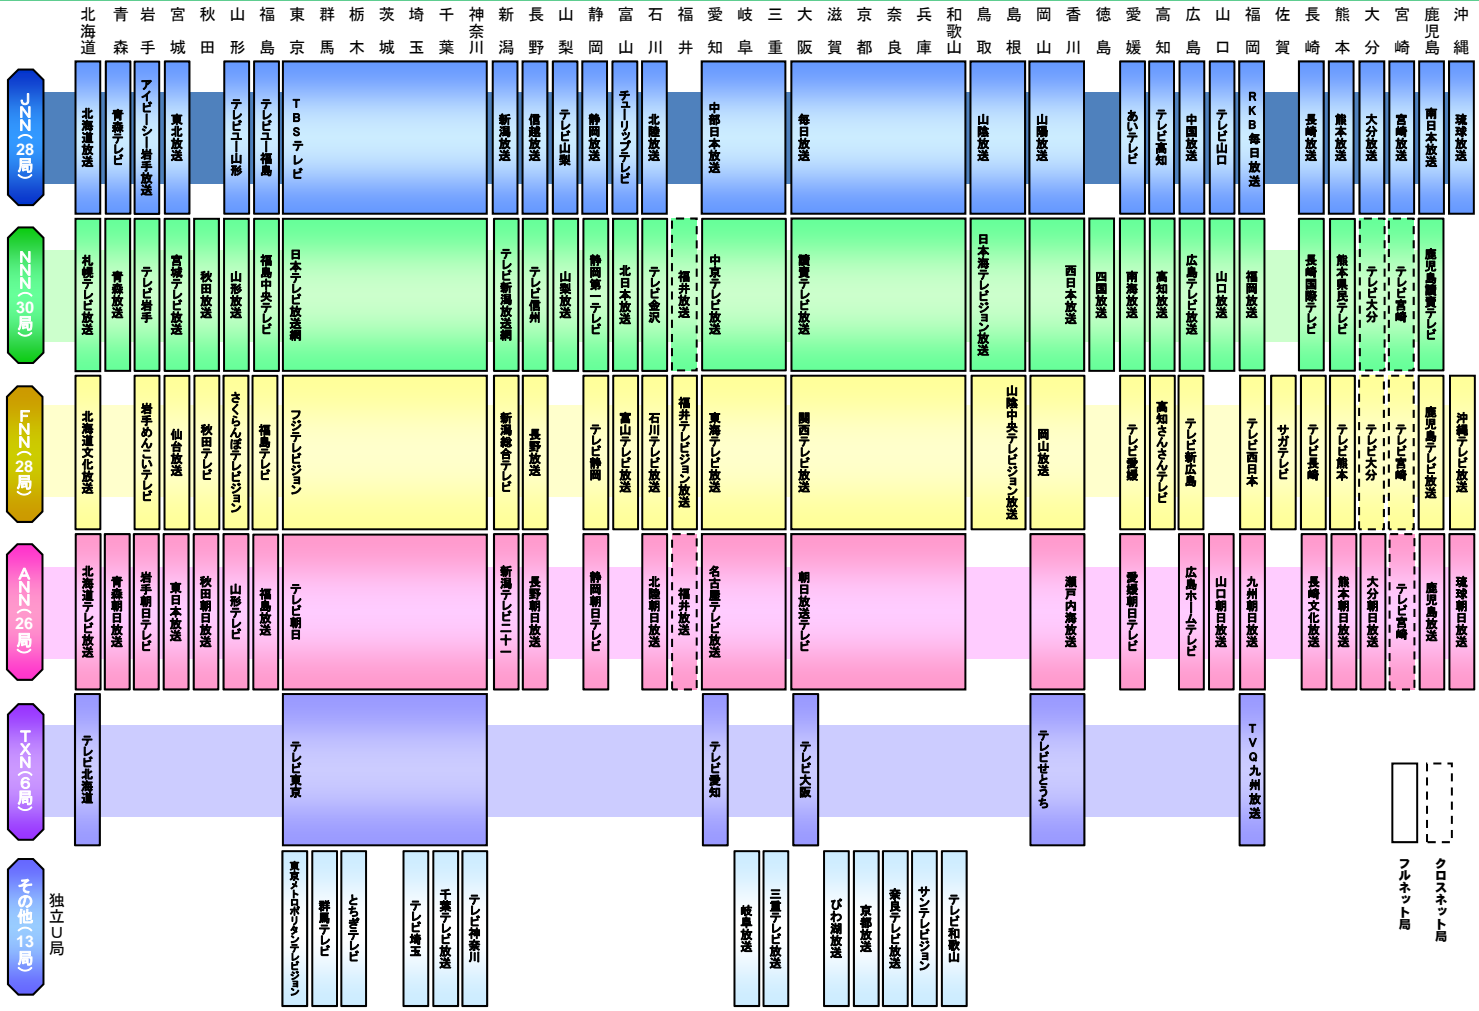 北海道 青森 岩手 宮城 秋田 山形 福島 東京 群馬 栃木 茨城 埼玉 千葉 神奈川 新潟 長野 山梨 静岡 富山 石川 福井 愛知 岐阜 三重 大阪 滋賀 京都 奈良 兵庫 和歌山 鳥取 島根 岡山 香川 徳島 愛媛 高知 広島 山口 福岡 佐賀 長崎 熊本 大分 宮崎 鹿児島 沖縄
JNN(28局)
北海道放送
青森テレビ
アイビーシー岩手放送
東北放送
テレビユー山形
テレビユー福島
TBSテレビ
新潟放送
信越放送
テレビ山梨
静岡放送
チューリップテレビ
北陸放送
中部日本放送
毎日放送
山陰放送
山陽放送
あいテレビ
テレビ高知
中国放送
テレビ山口
RKB毎日放送
長崎放送
熊本放送
大分放送
宮崎放送
南日本放送
琉球放送
NNN(30局)
札幌テレビ放送
青森放送
テレビ岩手
宮城テレビ放送
秋田放送
山形放送
福島中央テレビ
日本テレビ放送網
テレビ新潟放送網
テレビ信州
山梨放送
静岡第一テレビ
北日本放送
テレビ金沢
福井放送
中京テレビ放送
讀賣テレビ放送
日本海テレビジョン放送
西日本放送
四国放送
南海放送
高知放送
広島テレビ放送
山口放送
福岡放送
長崎国際テレビ
熊本県民テレビ
テレビ大分
テレビ宮崎
鹿児島讀賣テレビ
FNN(28局)
北海道文化放送
岩手めんこいテレビ
仙台放送
秋田テレビ
さくらんぼテレビジョン
福島テレビ
フジテレビジョン
新潟総合テレビ
長野放送
テレビ静岡
富山テレビ放送
石川テレビ放送
福井テレビジョン放送
東海テレビ放送
関西テレビ放送
山陰中央テレビジョン放送
岡山放送
テレビ愛媛
高知さんさんテレビ
テレビ新広島
テレビ西日本
サガテレビ
テレビ長崎
テレビ熊本
テレビ大分
テレビ宮崎
鹿児島テレビ放送
沖縄テレビ放送
ANN(26局)
北海道テレビ放送
青森朝日放送
岩手朝日テレビ
東日本放送
秋田朝日放送
山形テレビ
福島放送
テレビ朝日
新潟テレビ二十一
長野朝日放送
静岡朝日テレビ
北陸朝日放送
福井放送
名古屋テレビ放送
朝日放送テレビ
瀬戸内海放送
愛媛朝日テレビ
広島ホームテレビ
山口朝日放送
九州朝日放送
長崎文化放送
熊本朝日放送
大分朝日放送
テレビ宮崎
鹿児島放送
琉球朝日放送
TXN(6局)
テレビ北海道
テレビ東京
テレビ愛知
テレビ大阪
テレビせとうち
TVQ九州放送
その他(13局)
独立U局
東京メトロポリタンテレビジョン
群馬テレビ
とちぎテレビ
テレビ埼玉
千葉テレビ放送
テレビ神奈川
岐阜放送
三重テレビ放送
びわ湖放送
京都放送
奈良テレビ放送
サンテレビジョン
テレビ和歌山
フルネット局
クロスネット局